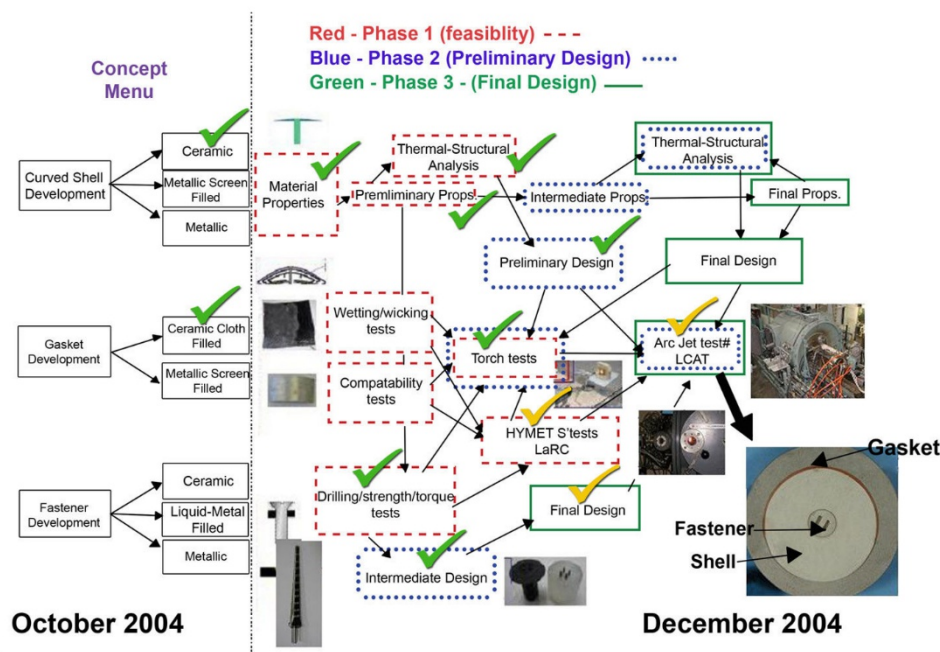 Red - Phase 1 (feasiblity)
Blue - Phase 2 (Preliminary Design)
Green - Phase 3 - (Final Design)
Concept
Menu
Curved Shell
Development
Ceramic
Metallic Screen
Filled
Metallic
Material
Properties
Thermal-Structural
Analysis
Premliminary Props.
Intermediate Props
Thermal-Structural
Analysis
Final Props.
Preliminary Design
Final Design
Gasket
Development
Ceramic Cloth
Filled
Metallic Screen
Filled
Wetting/wicking
tests
Compatability
tests
Torch tests
Arc Jet test#
LCAT
HYMET S'tests
LaRC
Fastener
Development
Ceramic
Liquid-Metal
Filled
Metallic
Drilling/strength/torque
tests
Final Design
Intermediate Design
Gasket
Fastener
Shell
October 2004
December 2004